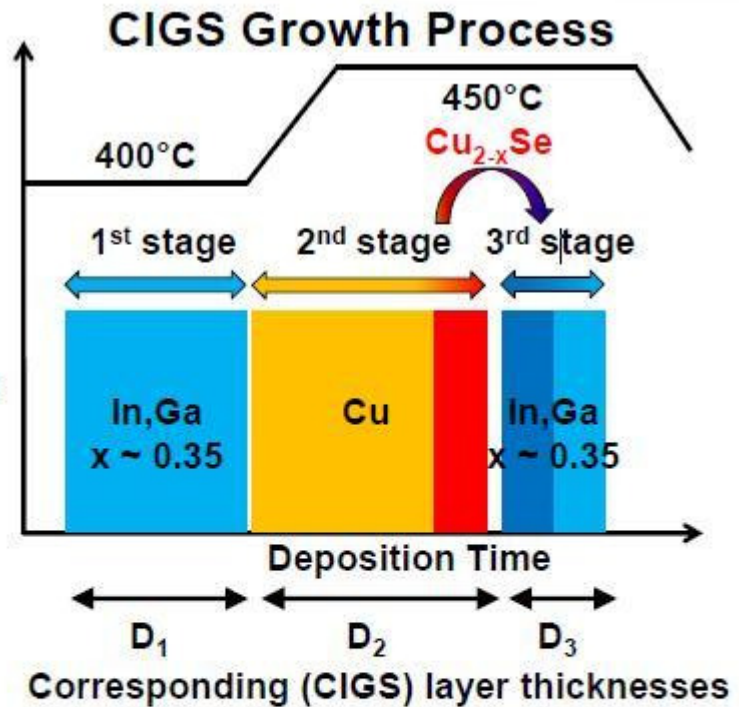 CIGS Growth Process
400°C
450°C
Cu₂₋ₓSe
1ˢᵗ stage
2ⁿᵈ stage
3ʳᵈ stage
In,Ga
x ~ 0.35
Cu
In,Ga
x ~ 0.35
Deposition Time
D₁
D₂
D₃
Corresponding (CIGS) layer thicknesses